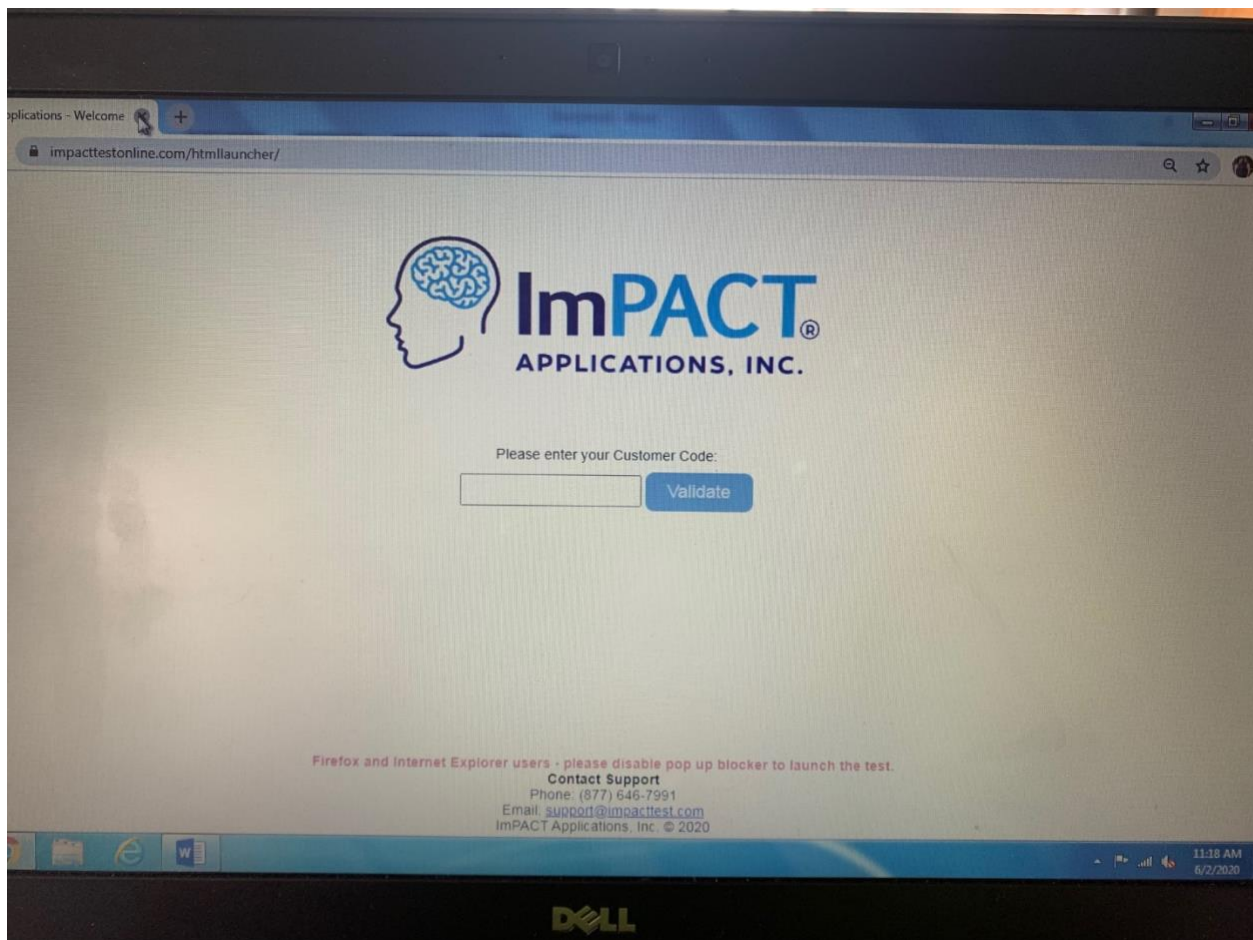 pplications - Welcome
impacttestonline.com/htmllauncher/
ImPACT®
APPLICATIONS, INC.
Please enter your Customer Code:
Validate
Firefox and Internet Explorer users - please disable pop up blocker to launch the test.
Contact Support
Phone: (877) 646-7991
Email: support@impacttest.com
ImPACT Applications, Inc. © 2020
W
11:18 AM
6/2/2020
DELL